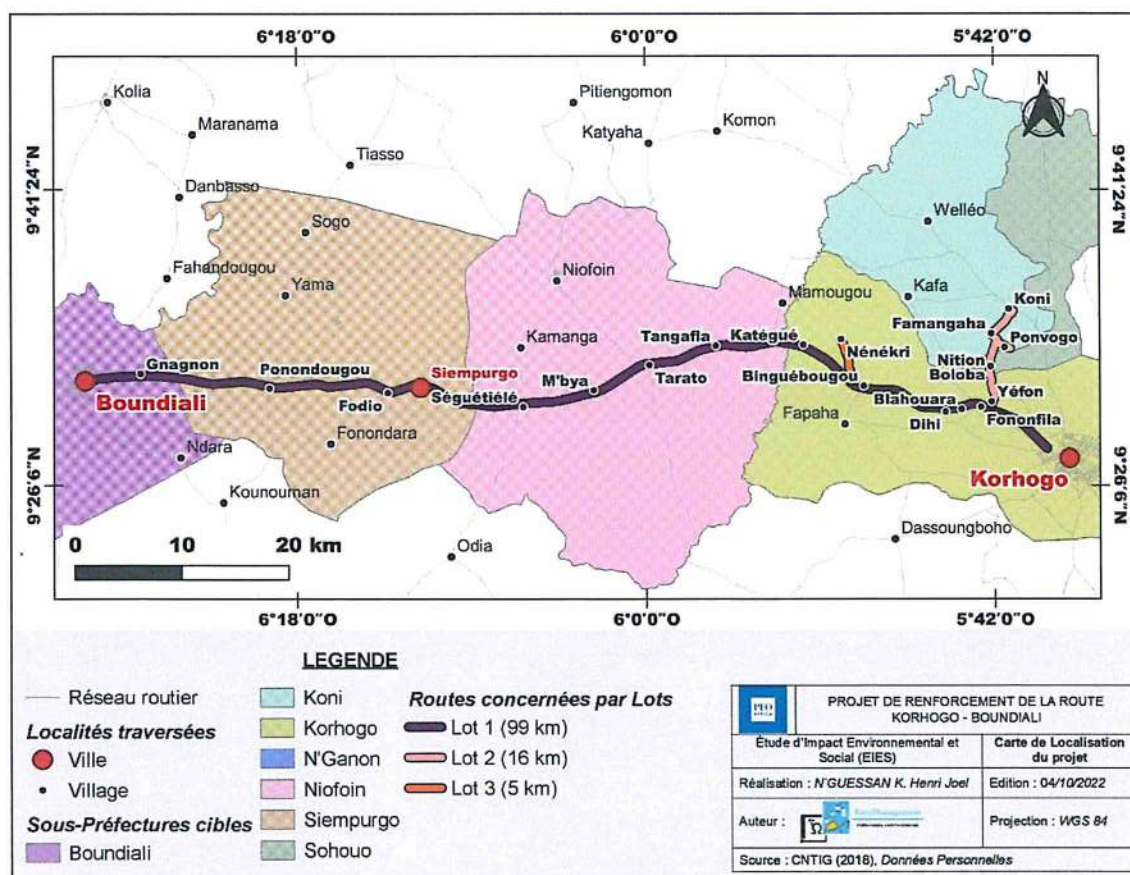 6°18'0"O 6°0'0"O 5°42'0"O
N
Kolia
Pitiengomon
Maranama
Katyaha
Komon
Tiasso
9°41'24"N
9°41'24"N
Danbasso
Sogo
Welléo
Fahandougou
Niofoin
Yama
Mamougou
Kafa
Koni
Kamanga
Tangafla
Katégué
Famangaha
Ponvogo
Gnagnon
Ponondougou
Siempurgo
Nénékri
Nition
Boloba
Boundiali
Séguétiélé
M'bya
Tarato
Binguébougou
Yéfon
Fodio
Blahouara
Fapaha
Dihi
Fononfila
Ndara
Fonondara
Korhogo
9°26'6"N
9°26'6"N
Kounouman
Odia
Dassoungboho
0 10 20 km
6°18'0"O 6°0'0"O 5°42'0"O
LEGENDE
Réseau routier
Localités traversées
Ville
Village
Sous-Préfectures cibles
Boundiali
Koni
Korhogo
N'Ganon
Niofoin
Siempurgo
Sohouo
Routes concernées par Lots
Lot 1 (99 km)
Lot 2 (16 km)
Lot 3 (5 km)
PFO
AFRICA
PROJET DE RENFORCEMENT DE LA ROUTE
KORHOGO - BOUNDIALI
Étude d'Impact Environnemental et
Social (EIES)
Carte de Localisation
du projet
Réalisation : N'GUESSAN K. Henri Joel
Edition : 04/10/2022
Auteur :
Projection : WGS 84
Source : CNTIG (2018), Données Personnelles